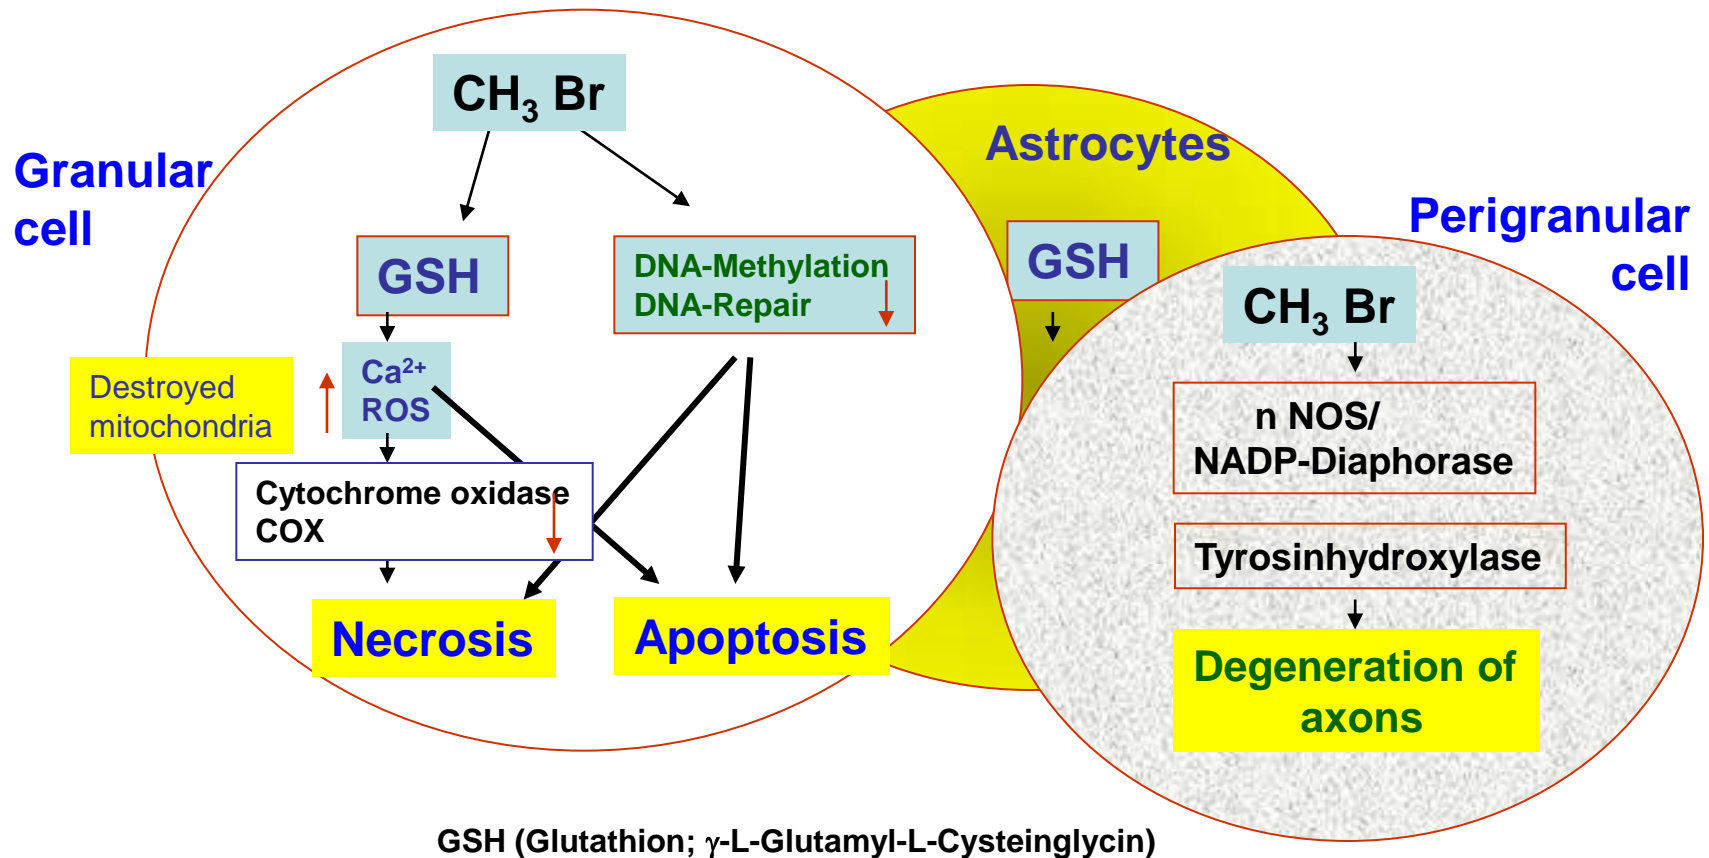 CH₃ Br
Granular
cell
GSH
DNA-Methylation
DNA-Repair
Destroyed
mitochondria
Ca²⁺
ROS
Cytochrome oxidase
COX
Necrosis
Apoptosis
Astrocytes
GSH
Perigranular
cell
CH₃ Br
n NOS/
NADP-Diaphorase
Tyrosinhydroxylase
Degeneration of
axons
GSH (Glutathion; γ-L-Glutamyl-L-Cysteinglycin)